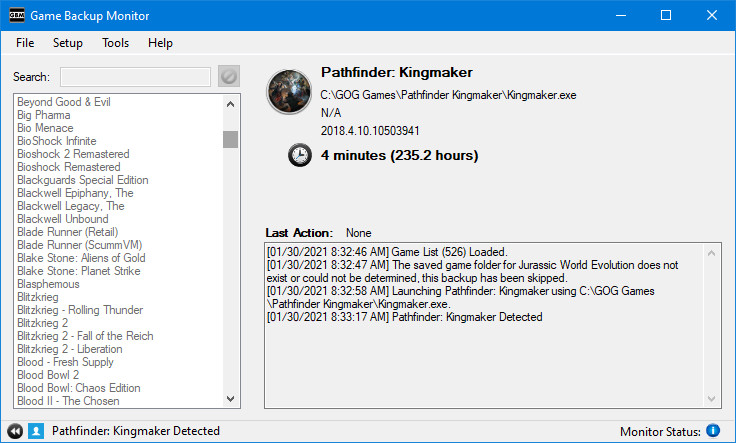 GBM Game Backup Monitor
File Setup Tools Help
Search:
Beyond Good & Evil
Big Pharma
Bio Menace
BioShock Infinite
Bioshock 2 Remastered
Bioshock Remastered
Blackguards Special Edition
Blackwell Epiphany, The
Blackwell Legacy, The
Blackwell Unbound
Blade Runner (Retail)
Blade Runner (ScummVM)
Blake Stone: Aliens of Gold
Blake Stone: Planet Strike
Blasphemous
Blitzkrieg
Blitzkrieg - Rolling Thunder
Blitzkrieg 2
Blitzkrieg 2 - Fall of the Reich
Blitzkrieg 2 - Liberation
Blood - Fresh Supply
Blood Bowl 2
Blood Bowl: Chaos Edition
Blood II - The Chosen
Pathfinder: Kingmaker
C:\GOG Games\Pathfinder Kingmaker\Kingmaker.exe
N/A
2018.4.10.10503941
4 minutes (235.2 hours)
Last Action: None
[01/30/2021 8:32:46 AM] Game List (526) Loaded.
[01/30/2021 8:32:47 AM] The saved game folder for Jurassic World Evolution does not
exist or could not be determined, this backup has been skipped.
[01/30/2021 8:32:58 AM] Launching Pathfinder: Kingmaker using C:\GOG Games
\Pathfinder Kingmaker\Kingmaker.exe.
[01/30/2021 8:33:17 AM] Pathfinder: Kingmaker Detected
Pathfinder: Kingmaker Detected
Monitor Status: